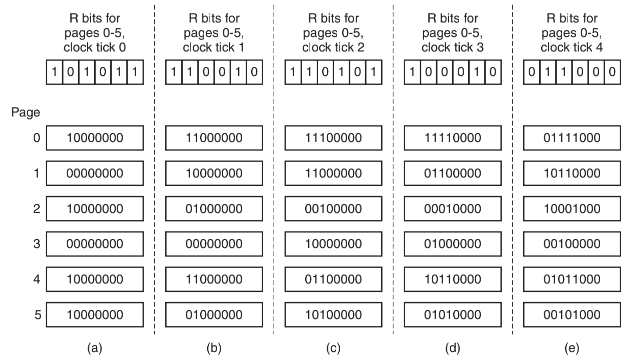 R bits for R bits for R bits for R bits for R bits for
pages 0-5, pages 0-5, pages 0-5, pages 0-5, pages 0-5,
clock tick 0 clock tick 1 clock tick 2 clock tick 3 clock tick 4
1 0 1 0 1 1 1 1 0 0 1 0 1 1 0 1 0 1 1 0 0 0 1 0 0 1 1 0 0 0
Page
0 10000000 11000000 11100000 11110000 01111000
1 00000000 10000000 11000000 01100000 10110000
2 10000000 01000000 00100000 00010000 10001000
3 00000000 00000000 10000000 01000000 00100000
4 10000000 11000000 01100000 10110000 01011000
5 10000000 01000000 10100000 01010000 00101000
(a) (b) (c) (d) (e)